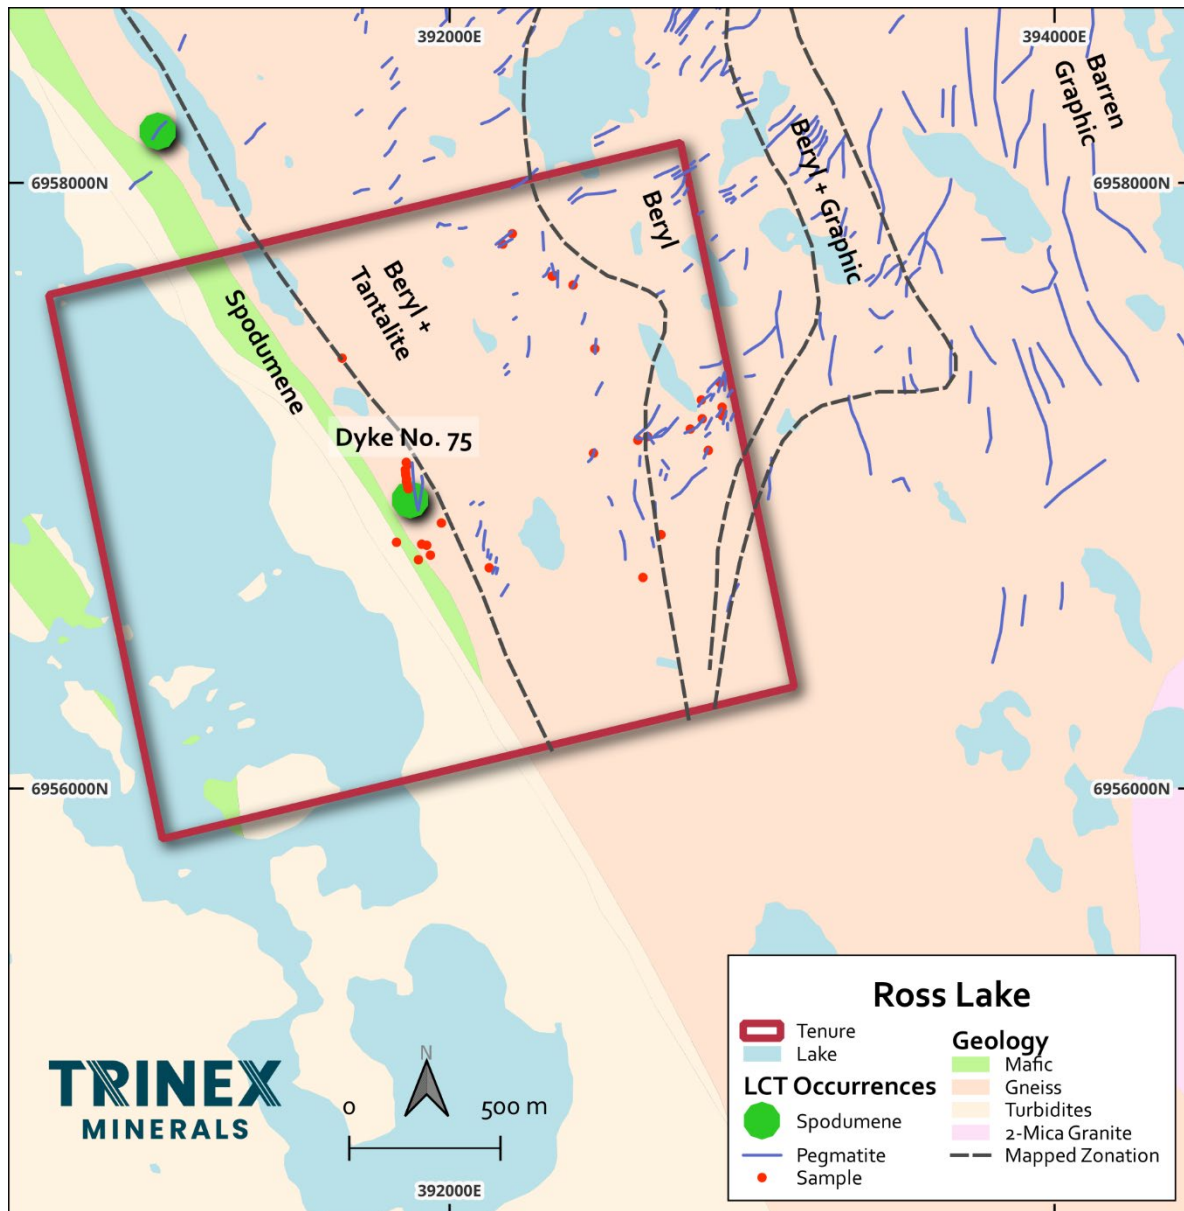 392000E
394000E
Barren
Graphic
Beryl + Graphic
6958000N
6958000N
Beryl
Beryl +
Tantalite
Spodumene
Dyke No. 75
6956000N
6956000N
Ross Lake
Tenure
Lake
LCT Occurrences
Spodumene
Pegmatite
Sample
Geology
Mafic
Gneiss
Turbidites
2-Mica Granite
Mapped Zonation
TRINEX
MINERALS
N
0 500 m
392000E